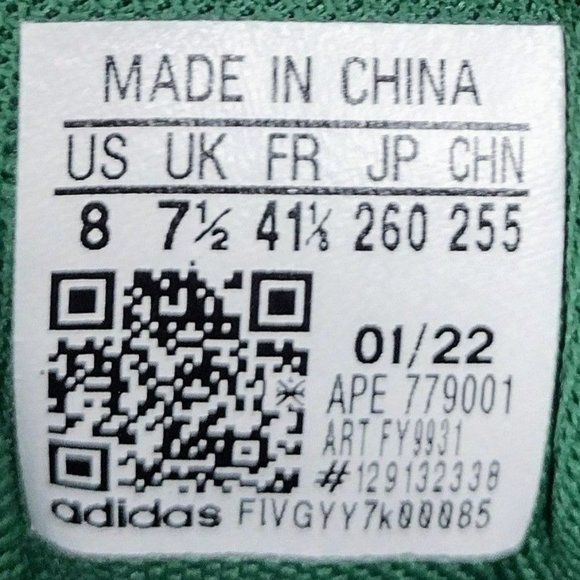 MADE IN CHINA
US UK FR JP CHN
8 7½ 41⅓ 260 255
01/22
APE 779001
ART FY9931
#129132338
adidas FIVGYY7K00085